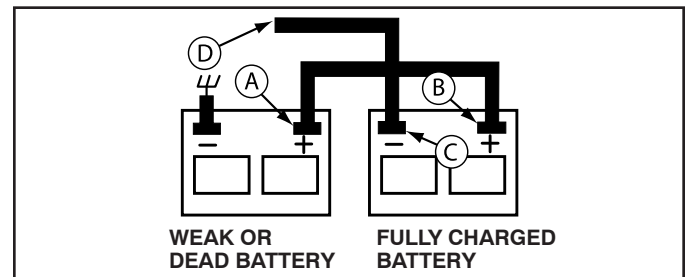 D
A
B
C
– +
– +
WEAK OR
DEAD BATTERY
FULLY CHARGED
BATTERY